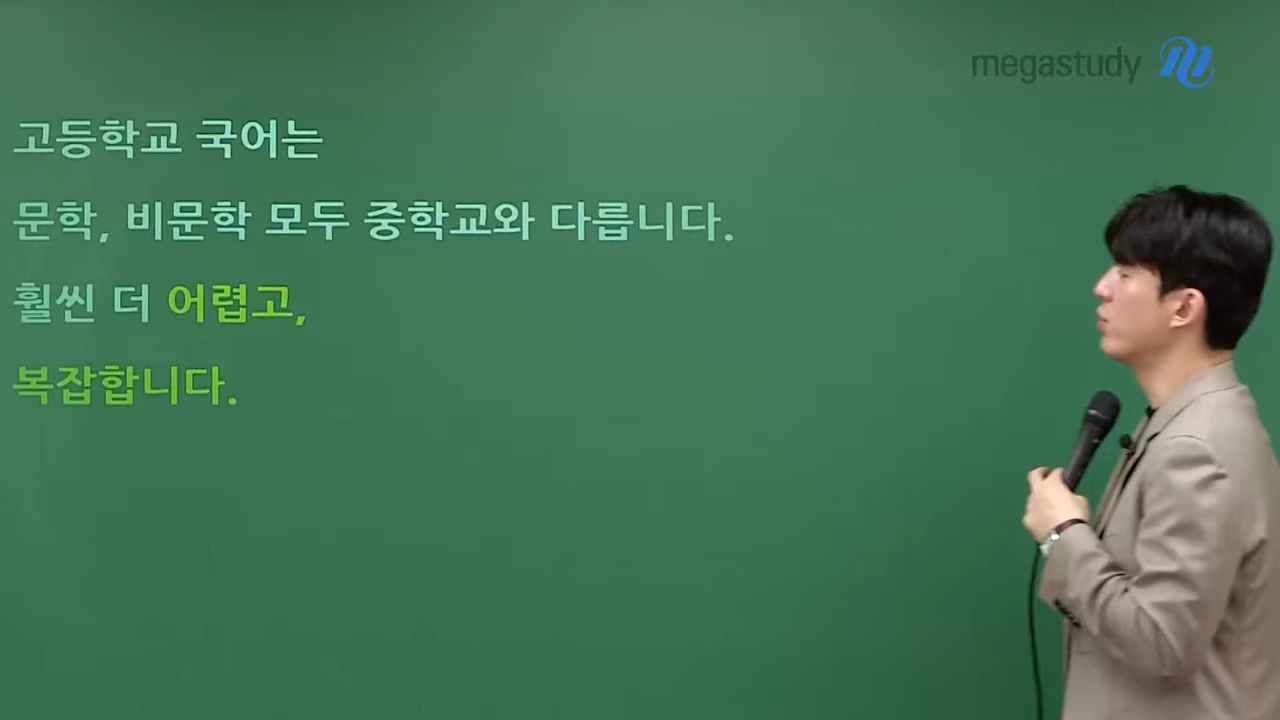 megastudy
고등학교 국어는
문학, 비문학 모두 중학교와 다릅니다.
훨씬 더 어렵고,
복잡합니다.